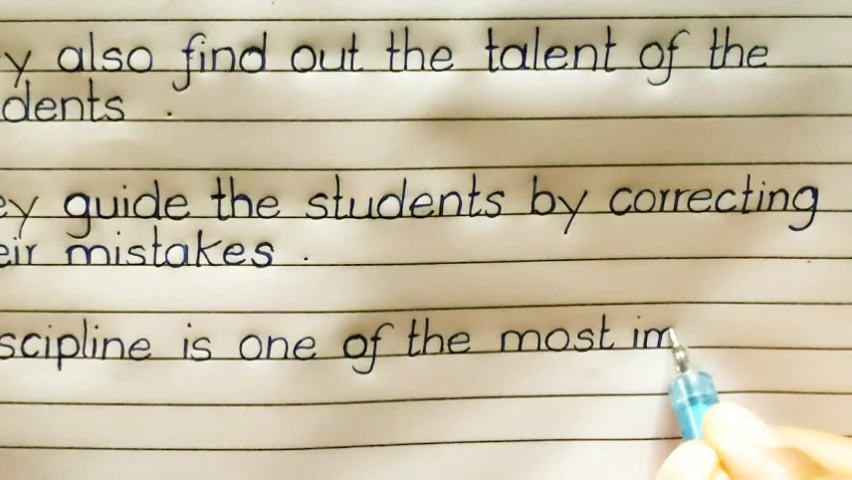 y also find out the talent of the
dents .
ey guide the students by correcting
eir mistakes .
scipline is one of the most im